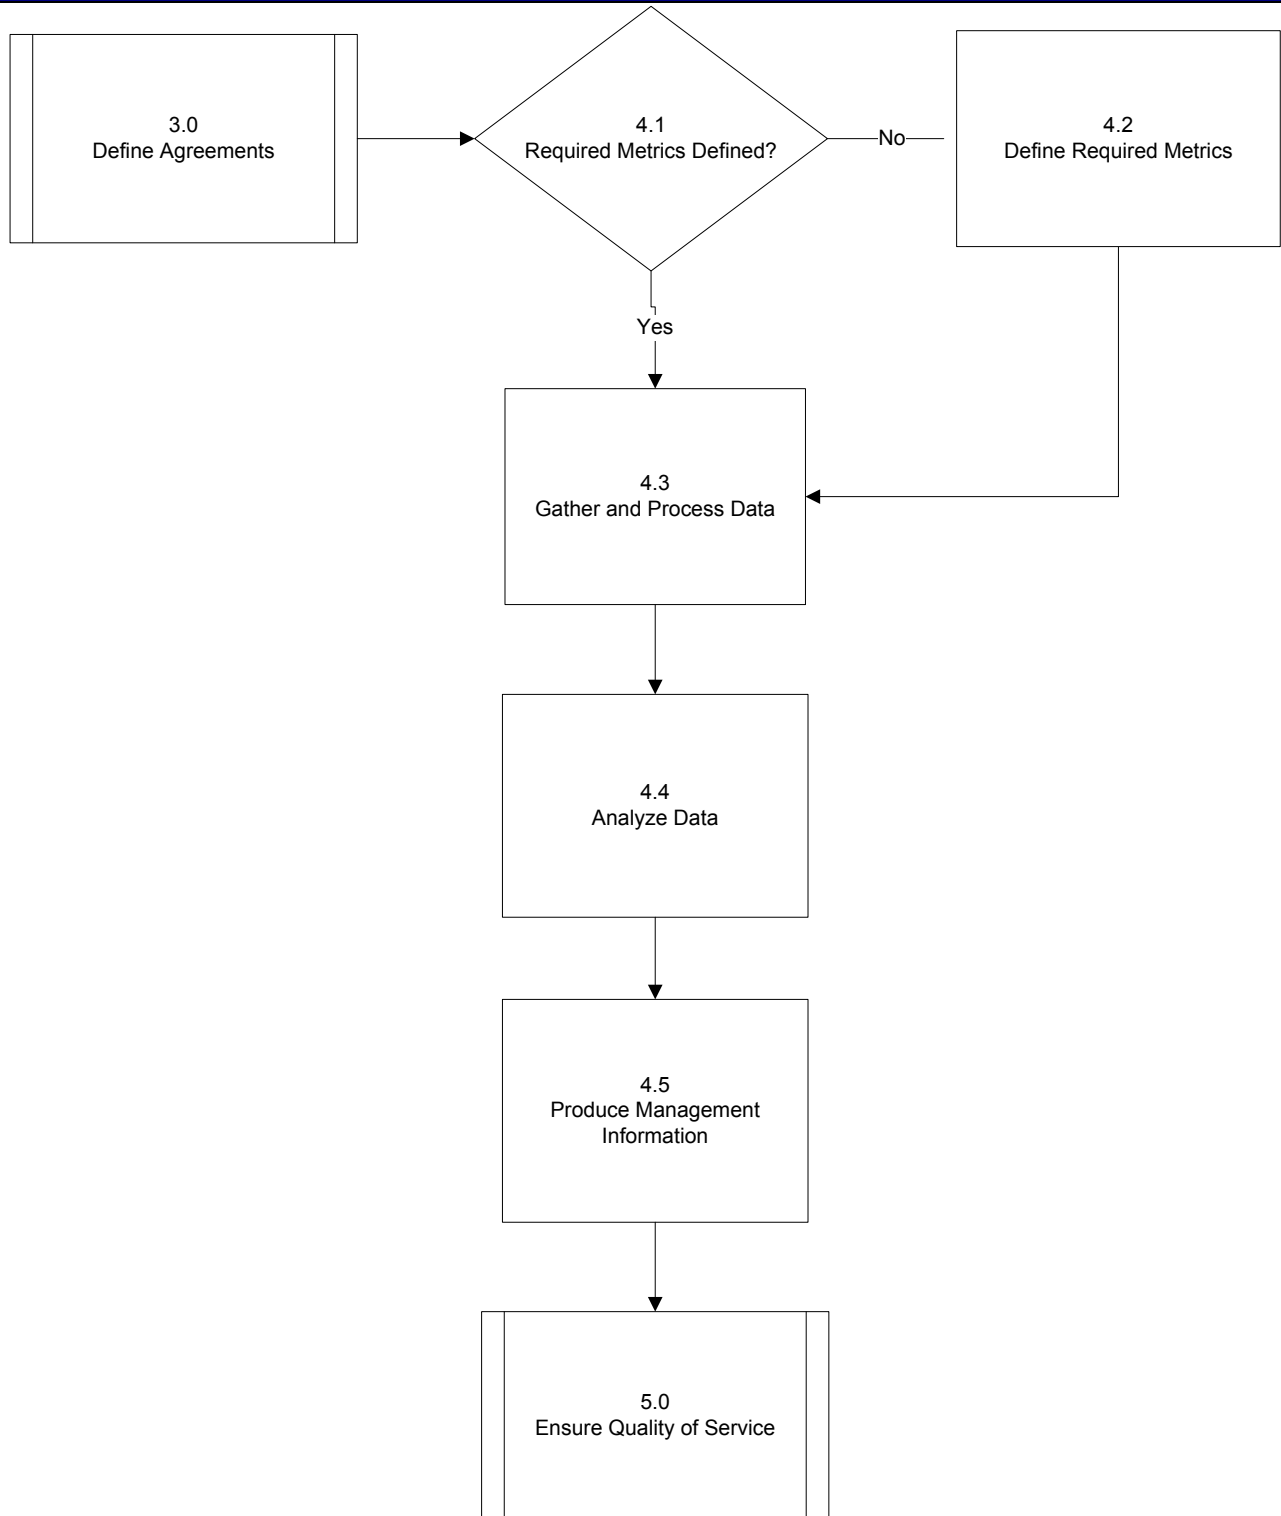 3.0
Define Agreements
4.1
Required Metrics Defined?
No
4.2
Define Required Metrics
Yes
4.3
Gather and Process Data
4.4
Analyze Data
4.5
Produce Management
Information
5.0
Ensure Quality of Service